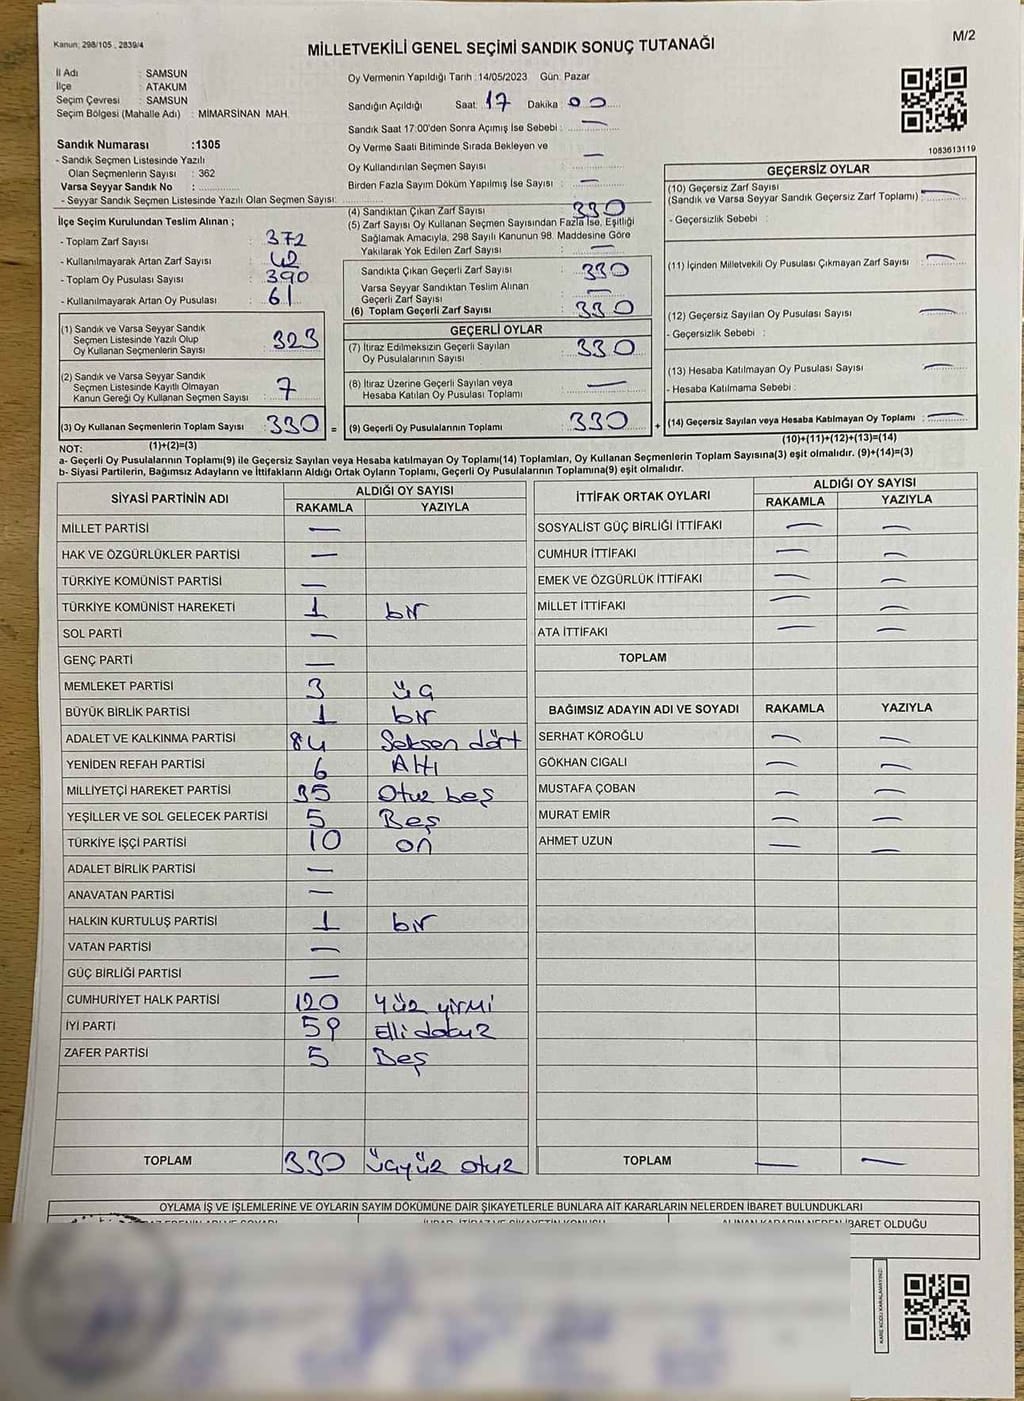 Kanun: 298/105 , 2839/4
M/2
MİLLETVEKİLİ GENEL SEÇİMİ SANDIK SONUÇ TUTANAĞI
İl Adı : SAMSUN
İlçe : ATAKUM
Seçim Çevresi : SAMSUN
Seçim Bölgesi (Mahalle Adı) : MIMARSİNAN MAH.
Oy Vermenin Yapıldığı Tarih :14/05/2023 Gün: Pazar
Sandığın Açıldığı Saat: 17 Dakika 00
Sandık Saat 17:00'den Sonra Açımış İse Sebebi : —
Oy Verme Saati Bitiminde Sırada Bekleyen ve
Oy Kullandırılan Seçmen Sayısı —
Birden Fazla Sayım Döküm Yapılmış İse Sayısı : —
1083613119
Sandık Numarası :1305
- Sandık Seçmen Listesinde Yazılı
Olan Seçmenlerin Sayısı : 362
Varsa Seyyar Sandık No :
- Seyyar Sandık Seçmen Listesinde Yazılı Olan Seçmen Sayısı:
İlçe Seçim Kurulundan Teslim Alınan ;
- Toplam Zarf Sayısı : 372
- Kullanılmayarak Artan Zarf Sayısı : 42
- Toplam Oy Pusulası Sayısı : 390
- Kullanılmayarak Artan Oy Pusulası : 61
(1) Sandık ve Varsa Seyyar Sandık
Seçmen Listesinde Yazılı Olup
Oy Kullanan Seçmenlerin Sayısı : 323
(2) Sandık ve Varsa Seyyar Sandık
Seçmen Listesinde Kayıtlı Olmayan
Kanun Gereği Oy Kullanan Seçmen Sayısı : 7
(3) Oy Kullanan Seçmenlerin Toplam Sayısı : 330 =
(1)+(2)=(3)
(4) Sandıktan Çıkan Zarf Sayısı : 330
(5) Zarf Sayısı Oy Kullanan Seçmen Sayısından Fazla İse, Eşitliği
Sağlamak Amacıyla, 298 Sayılı Kanunun 98. Maddesine Göre
Yakılarak Yok Edilen Zarf Sayısı : —
Sandıkta Çıkan Geçerli Zarf Sayısı : 330
Varsa Seyyar Sandıktan Teslim Alınan
Geçerli Zarf Sayısı : —
(6) Toplam Geçerli Zarf Sayısı : 330
GEÇERLİ OYLAR
(7) İtiraz Edilmeksizin Geçerli Sayılan
Oy Pusulalarının Sayısı : 330
(8) İtiraz Üzerine Geçerli Sayılan veya
Hesaba Katılan Oy Pusulası Toplamı : —
(9) Geçerli Oy Pusulalarının Toplamı : 330 +
GEÇERSİZ OYLAR
(10) Geçersiz Zarf Sayısı
(Sandık ve Varsa Seyyar Sandık Geçersiz Zarf Toplamı) : —
- Geçersizlik Sebebi :
(11) İçinden Milletvekili Oy Pusulası Çıkmayan Zarf Sayısı : —
(12) Geçersiz Sayılan Oy Pusulası Sayısı : —
- Geçersizlik Sebebi :
(13) Hesaba Katılmayan Oy Pusulası Sayısı : —
- Hesaba Katılmama Sebebi :
(14) Geçersiz Sayılan veya Hesaba Katılmayan Oy Toplamı : —
(10)+(11)+(12)+(13)=(14)
NOT:
a- Geçerli Oy Pusulalarının Toplamı(9) ile Geçersiz Sayılan veya Hesaba katılmayan Oy Toplamı(14) Toplamları, Oy Kullanan Seçmenlerin Toplam Sayısına(3) eşit olmalıdır. (9)+(14)=(3)
b- Siyasi Partilerin, Bağımsız Adayların ve İttifakların Aldığı Ortak Oyların Toplamı, Geçerli Oy Pusulalarının Toplamına(9) eşit olmalıdır.
SİYASİ PARTİNİN ADI ALDIĞI OY SAYISI
RAKAMLA YAZIYLA
MİLLET PARTİSİ —
HAK VE ÖZGÜRLÜKLER PARTİSİ —
TÜRKİYE KOMÜNİST PARTİSİ —
TÜRKİYE KOMÜNİST HAREKETİ 1 bir
SOL PARTİ —
GENÇ PARTİ —
MEMLEKET PARTİSİ 3 üç
BÜYÜK BİRLİK PARTİSİ 1 bir
ADALET VE KALKINMA PARTİSİ 84 Seksen dört
YENİDEN REFAH PARTİSİ 6 Altı
MİLLİYETÇİ HAREKET PARTİSİ 35 Otuz beş
YEŞİLLER VE SOL GELECEK PARTİSİ 5 Beş
TÜRKİYE İŞÇİ PARTİSİ 10 on
ADALET BİRLİK PARTİSİ —
ANAVATAN PARTİSİ —
HALKIN KURTULUŞ PARTİSİ 1 bir
VATAN PARTİSİ —
GÜÇ BİRLİĞİ PARTİSİ —
CUMHURİYET HALK PARTİSİ 120 Yüz yirmi
İYİ PARTİ 59 Elli dokuz
ZAFER PARTİSİ 5 Beş
TOPLAM 330 üçyüz otuz
İTTİFAK ORTAK OYLARI ALDIĞI OY SAYISI
RAKAMLA YAZIYLA
SOSYALİST GÜÇ BİRLİĞİ İTTİFAKI — —
CUMHUR İTTİFAKI — —
EMEK VE ÖZGÜRLÜK İTTİFAKI — —
MİLLET İTTİFAKI — —
ATA İTTİFAKI — —
TOPLAM
BAĞIMSIZ ADAYIN ADI VE SOYADI RAKAMLA YAZIYLA
SERHAT KÖROĞLU — —
GÖKHAN CIGALI — —
MUSTAFA ÇOBAN — —
MURAT EMİR — —
AHMET UZUN — —
TOPLAM — —
OYLAMA İŞ VE İŞLEMLERİNE VE OYLARIN SAYIM DÖKÜMÜNE DAİR ŞİKAYETLERLE BUNLARA AİT KARARLARIN NELERDEN İBARET BULUNDUKLARI
İBARET OLDUĞU
KARE KODU KARALAMAYINIZ!